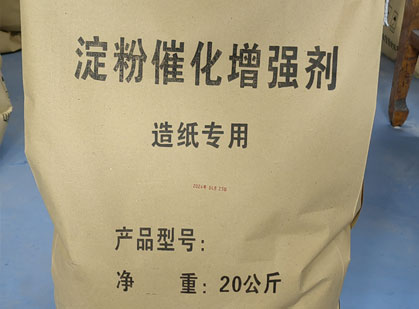 淀粉催化增强剂
造纸专用
产品型号:
净 重: 20公斤